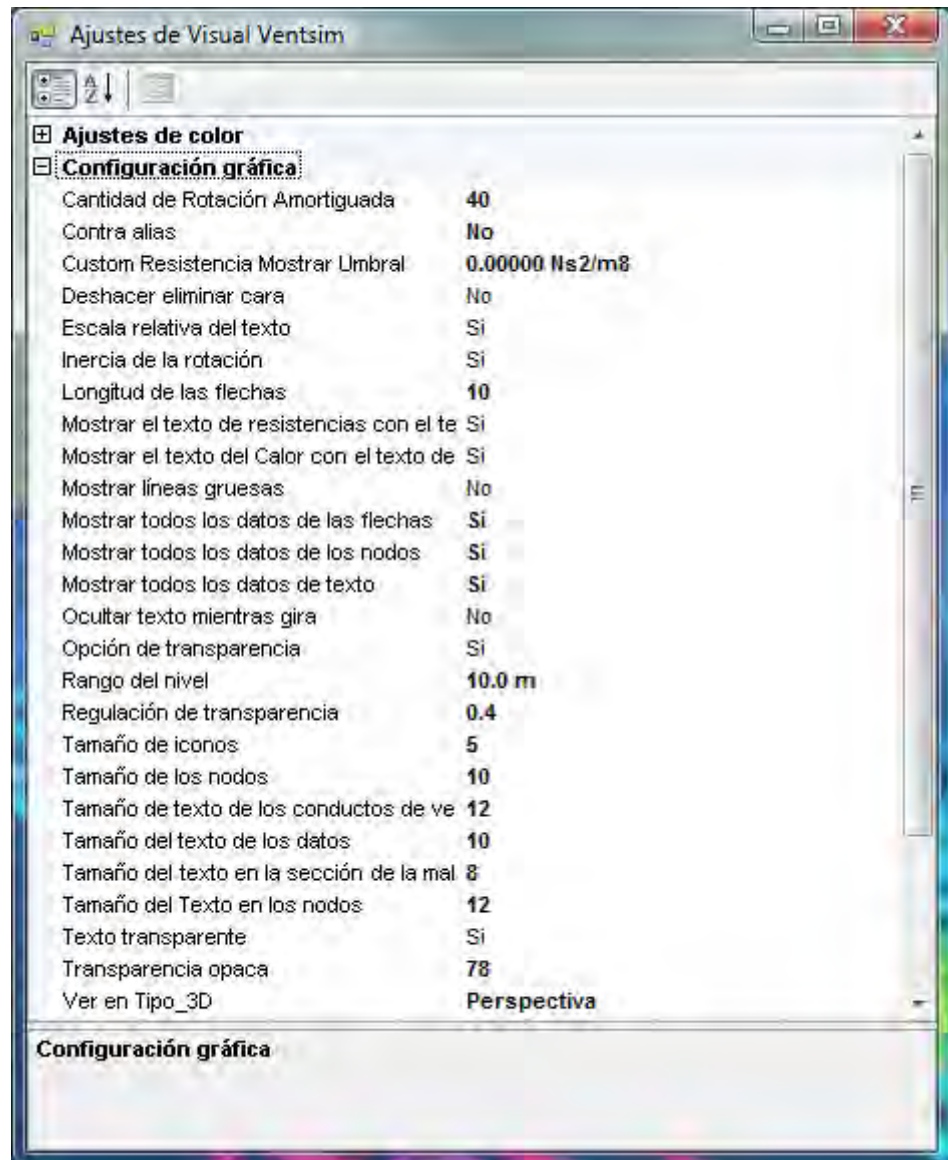 Ajustes de Visual Ventsim
Ajustes de color
Configuración gráfica
Cantidad de Rotación Amortiguada 40
Contra alias No
Custom Resistencia Mostrar Umbral 0.00000 Ns2/m8
Deshacer eliminar cara No
Escala relativa del texto Si
Inercia de la rotación Si
Longitud de las flechas 10
Mostrar el texto de resistencias con el te Si
Mostrar el texto del Calor con el texto de Si
Mostrar líneas gruesas No
Mostrar todos los datos de las flechas Si
Mostrar todos los datos de los nodos Si
Mostrar todos los datos de texto Si
Ocultar texto mientras gira No
Opción de transparencia Si
Rango del nivel 10.0 m
Regulación de transparencia 0.4
Tamaño de iconos 5
Tamaño de los nodos 10
Tamaño de texto de los conductos de ve 12
Tamaño del texto de los datos 10
Tamaño del texto en la sección de la mal 8
Tamaño del Texto en los nodos 12
Texto transparente Si
Transparencia opaca 78
Ver en Tipo_3D Perspectiva
Configuración gráfica